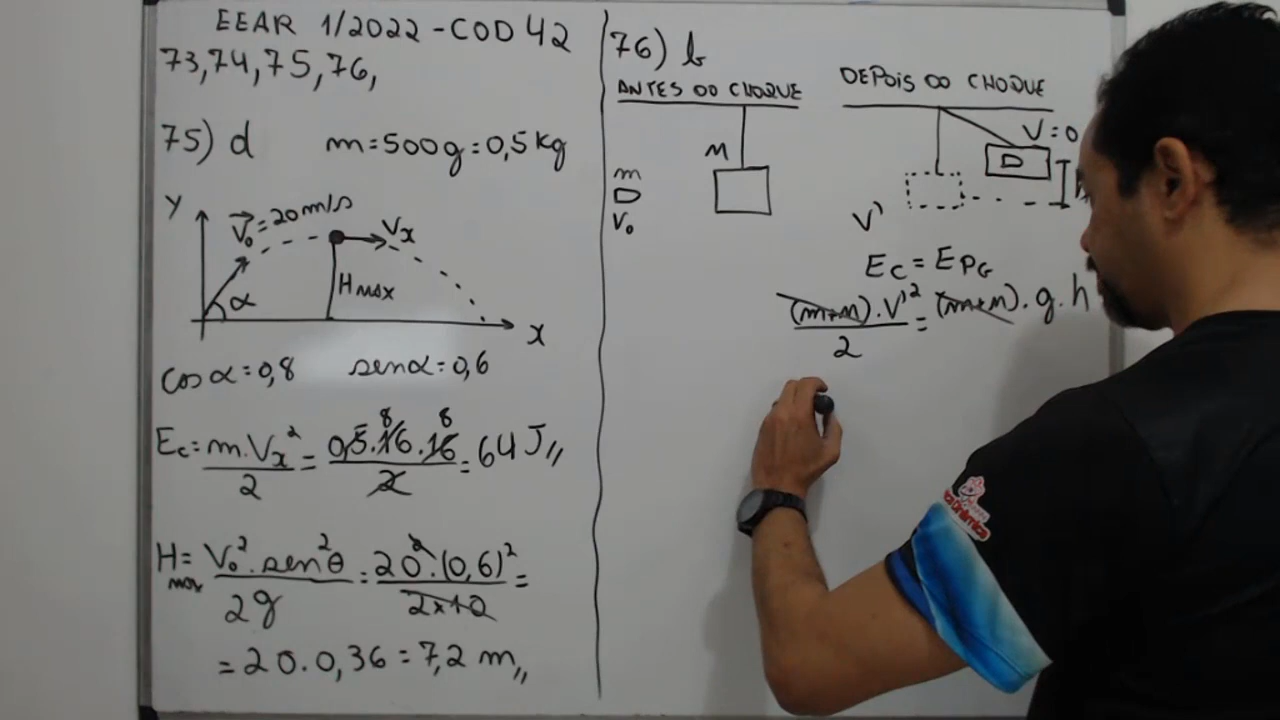 EEAR 1/2022 - COD 42
73,74,75,76,
75) d m = 500g = 0,5 Kg
y
V₀ = 20 m/s
Vx
Hmax
α
x
cos α = 0,8 sen α = 0,6
Ec = m.Vx²/2 = 0,5.16.16/2 = 64 J,,
8 8
Hmax = V₀².sen²θ/2g = 20².(0,6)²/2x10 =
= 20.0,36 = 7,2 m,,
76) b
ANTES DO CHOQUE
M
m
V₀
DEPOIS DO CHOQUE
V = 0
V'
Ec = EPG
(m+M).V'²/2 = (m+M).g.h